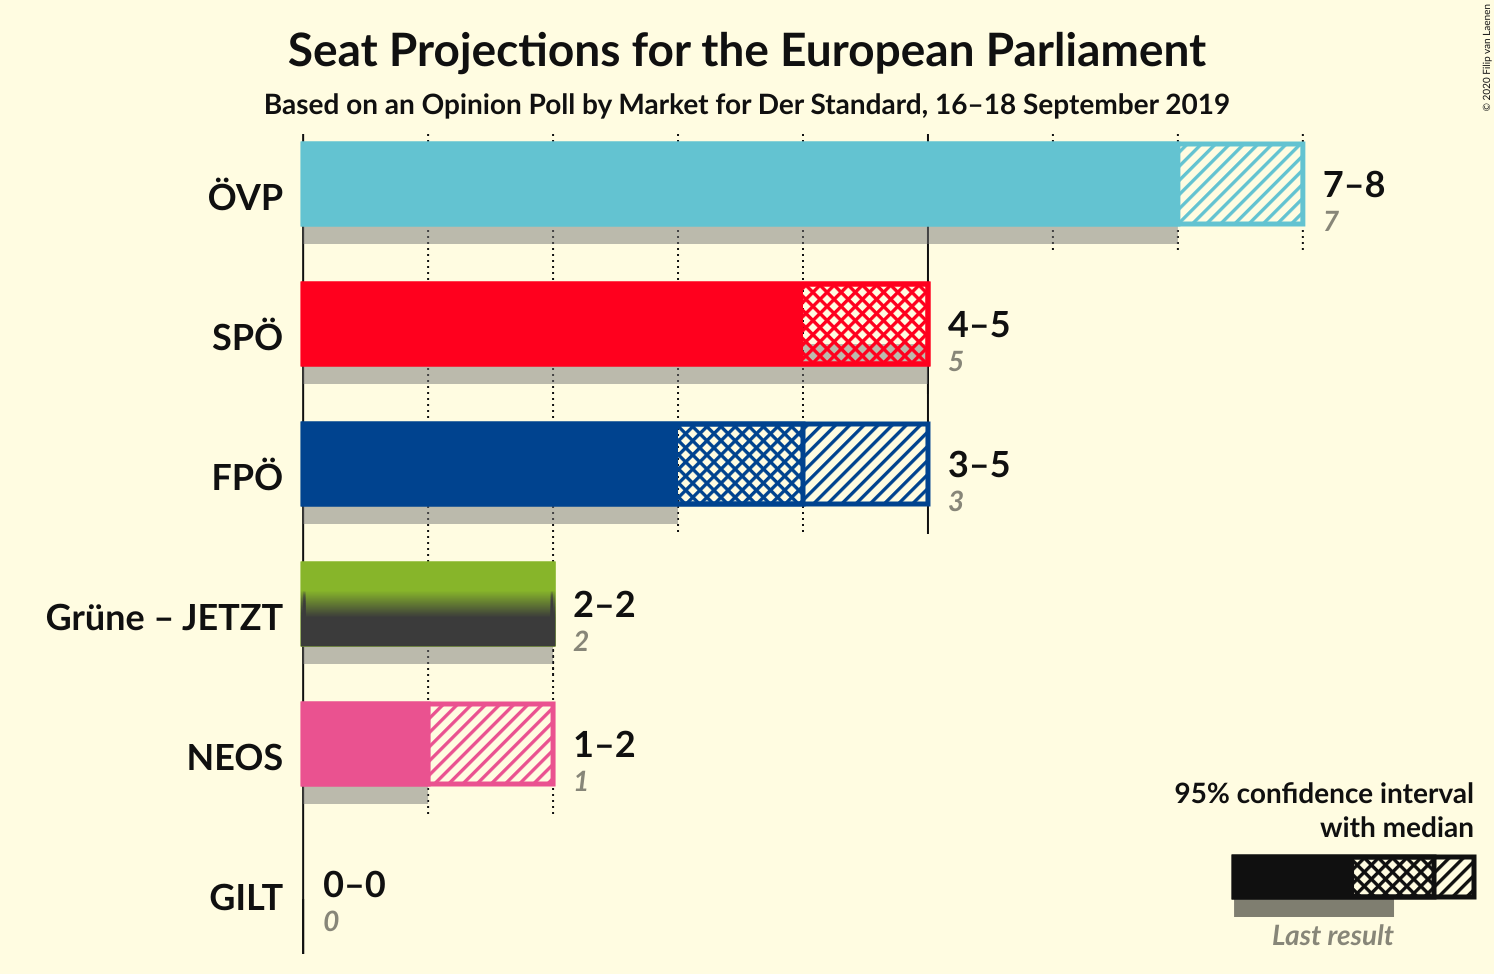 Seat Projections for the European Parliament
Based on an Opinion Poll by Market for Der Standard, 16–18 September 2019
© 2020 Filip van Laenen
ÖVP
7–8
7
SPÖ
4–5
5
FPÖ
3–5
3
Grüne – JETZT
2–2
2
NEOS
1–2
1
GILT
0–0
0
95% confidence interval
with median
Last result